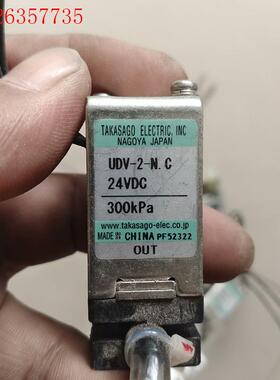 26357735
TAKASAGO ELECTRIC, INC
NAGOYA JAPAN
UDV-2-N.C
24VDC
300kPa
www.takasago-elec.co.jp
MADE IN CHINA PF52322
OUT